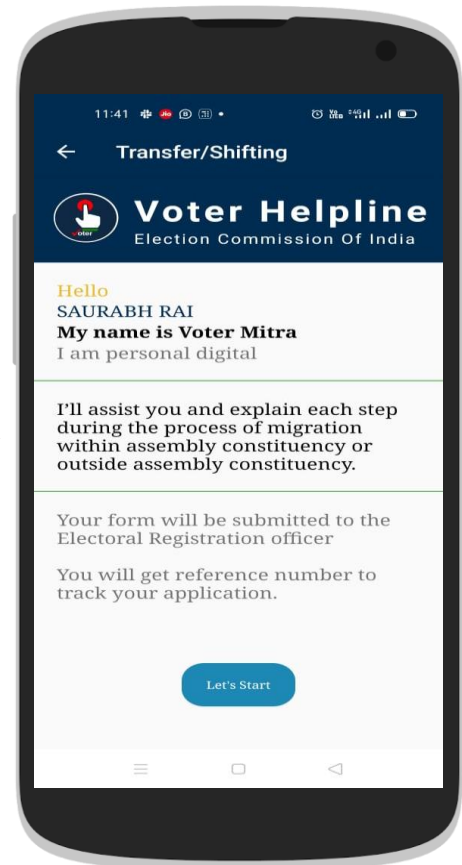 11:41
Transfer/Shifting
voter
Voter Helpline
Election Commission Of India
Hello
SAURABH RAI
My name is Voter Mitra
I am personal digital
I'll assist you and explain each step
during the process of migration
within assembly constituency or
outside assembly constituency.
Your form will be submitted to the
Electoral Registration officer
You will get reference number to
track your application.
Let's Start